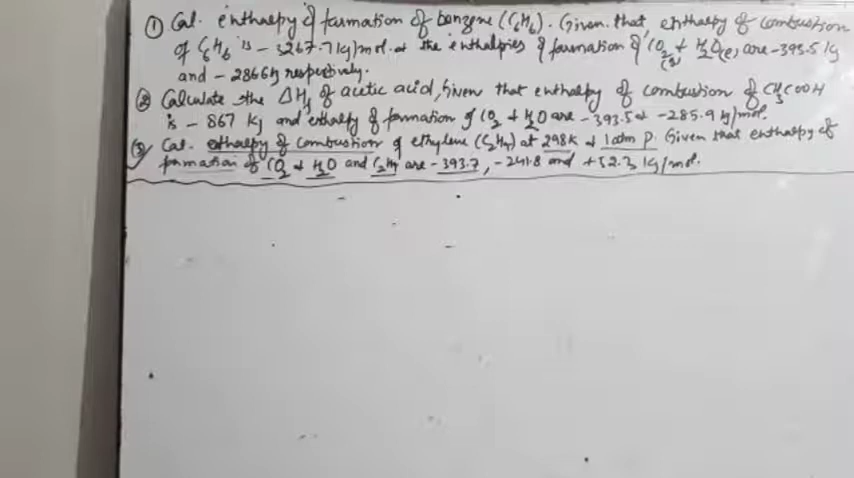 ① Cal. enthalpy of formation of benzene (C6H6). Given. that, enthalpy of combustion
of C6H6 is - 3267.7 kJ/mol. at the enthalpies of formation of CO2(g) + H2O(l) are -393.5 kJ
and - 286.6 kJ respectively.
② Calculate the ΔHf of acetic acid, Given that enthalpy of combustion of CH3COOH
is - 867 kJ and enthalpy of formation of CO2 + H2O are -393.5 & -285.9 kJ/mol.
③ Cal. ethalpy of combustion of ethylene (C2H4) at 298K & 1 atm P. Given that enthalpy of
formation of CO2 + H2O and C2H4 are -393.7, -241.8 and +52.3 kJ/mol.